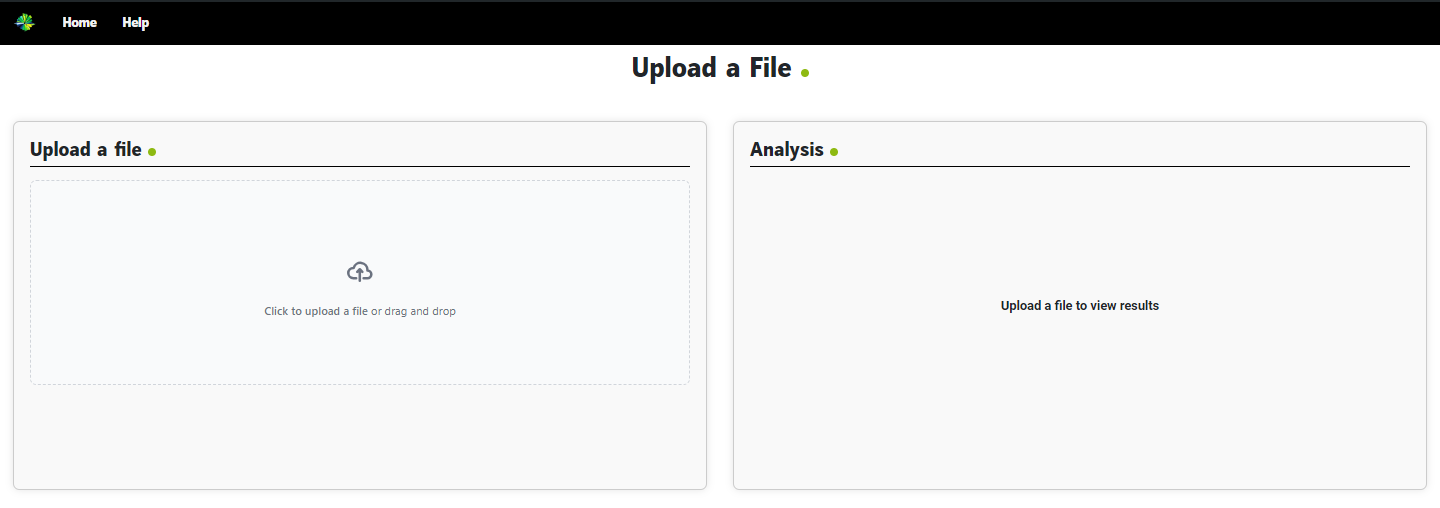 Home Help
Upload a File
Upload a file
Click to upload a file or drag and drop
Analysis
Upload a file to view results